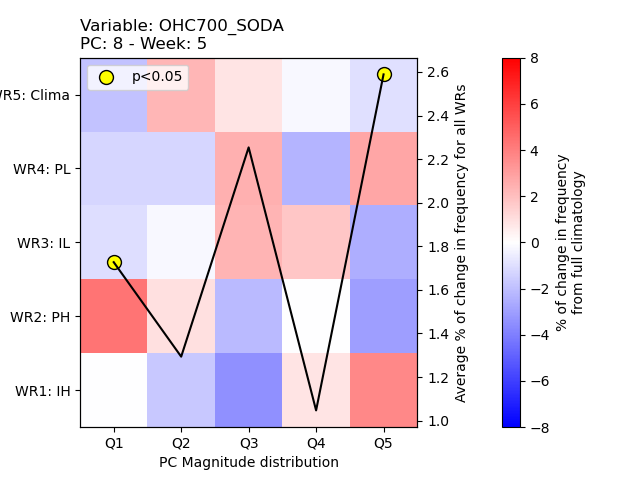 Variable: OHC700_SODA
PC: 8 - Week: 5
p<0.05
WR5: Clima
WR4: PL
WR3: IL
WR2: PH
WR1: IH
Q1 Q2 Q3 Q4 Q5
PC Magnitude distribution
2.6
2.4
2.2
2.0
1.8
1.6
1.4
1.2
1.0
Average % of change in frequency for all WRs
8
6
4
2
0
−2
−4
−6
−8
% of change in frequency
from full climatology